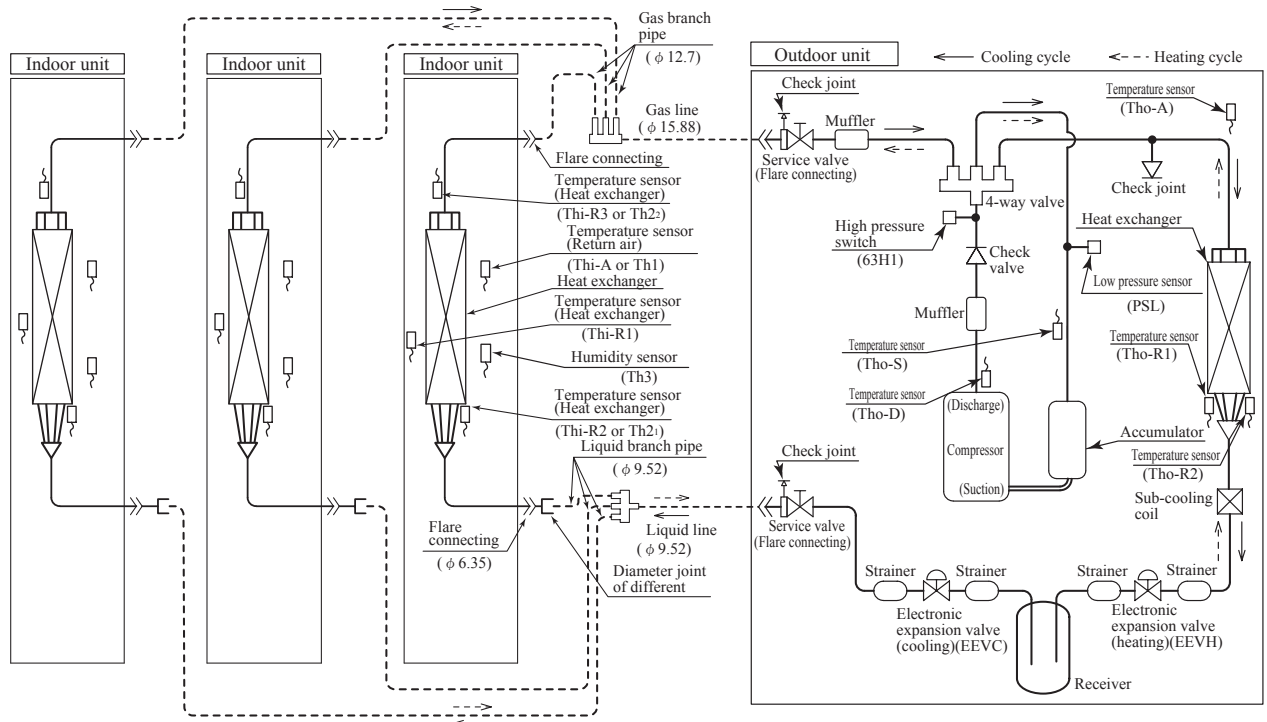 Indoor unit
Indoor unit
Indoor unit
Gas branch
pipe
( ϕ 12.7)
Gas line
( ϕ 15.88)
Flare connecting
Temperature sensor
(Heat exchanger)
(Thi-R3 or Th2₂)
Temperature sensor
(Return air)
(Thi-A or Th1)
Heat exchanger
Temperature sensor
(Heat exchanger)
(Thi-R1)
Humidity sensor
(Th3)
Temperature sensor
(Heat exchanger)
(Thi-R2 or Th2₁)
Liquid branch pipe
( ϕ 9.52)
Liquid line
( ϕ 9.52)
Flare
connecting
( ϕ 6.35)
Diameter joint
of different
Outdoor unit
Cooling cycle
Heating cycle
Check joint
Muffler
Service valve
(Flare connecting)
Temperature sensor
(Tho-A)
Check joint
4-way valve
High pressure
switch
(63H1)
Check
valve
Heat exchanger
Low pressure sensor
(PSL)
Muffler
Temperature sensor
(Tho-S)
Temperature sensor
(Tho-R1)
Temperature sensor
(Tho-D)
(Discharge)
Compressor
(Suction)
Accumulator
Temperature sensor
(Tho-R2)
Check joint
Service valve
(Flare connecting)
Sub-cooling
coil
Strainer
Strainer
Strainer
Strainer
Electronic
expansion valve
(cooling)(EEVC)
Electronic
expansion valve
(heating)(EEVH)
Receiver